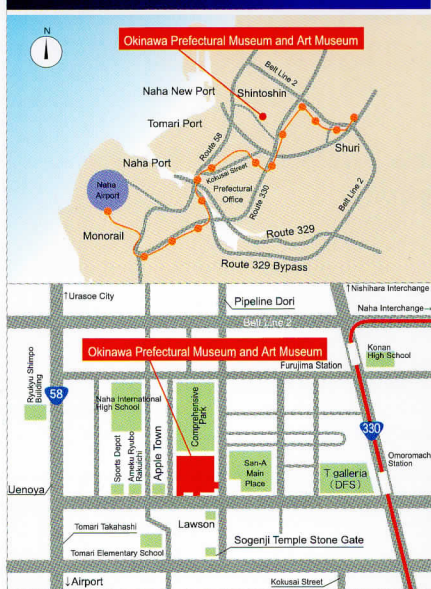 N
Okinawa Prefectural Museum and Art Museum
Belt Line 2
Naha New Port
Shintoshin
Tomari Port
Route 58
Shuri
Naha Port
Kokusai Street
Naha
Airport
Prefectural
Office
Route 330
Belt Line 2
Monorail
Route 329
Route 329 Bypass
↑Nishihara Interchange
↑Urasoe City
Pipeline Dori
Naha Interchange→
Belt Line 2
Okinawa Prefectural Museum and Art Museum
Konan
High School
Furujima Station
Ryukyu Shimpo
Building
58
Naha International
High School
Comprehensive
Park
330
Sports Depot
Ameku Ryubo
Rakuichi
Apple Town
San-A
Main
Place
T galleria
(DFS)
Omoromachi
Station
Uenoya
Lawson
Tomari Takahashi
Sogenji Temple Stone Gate
Tomari Elementary School
↓Airport
Kokusai Street